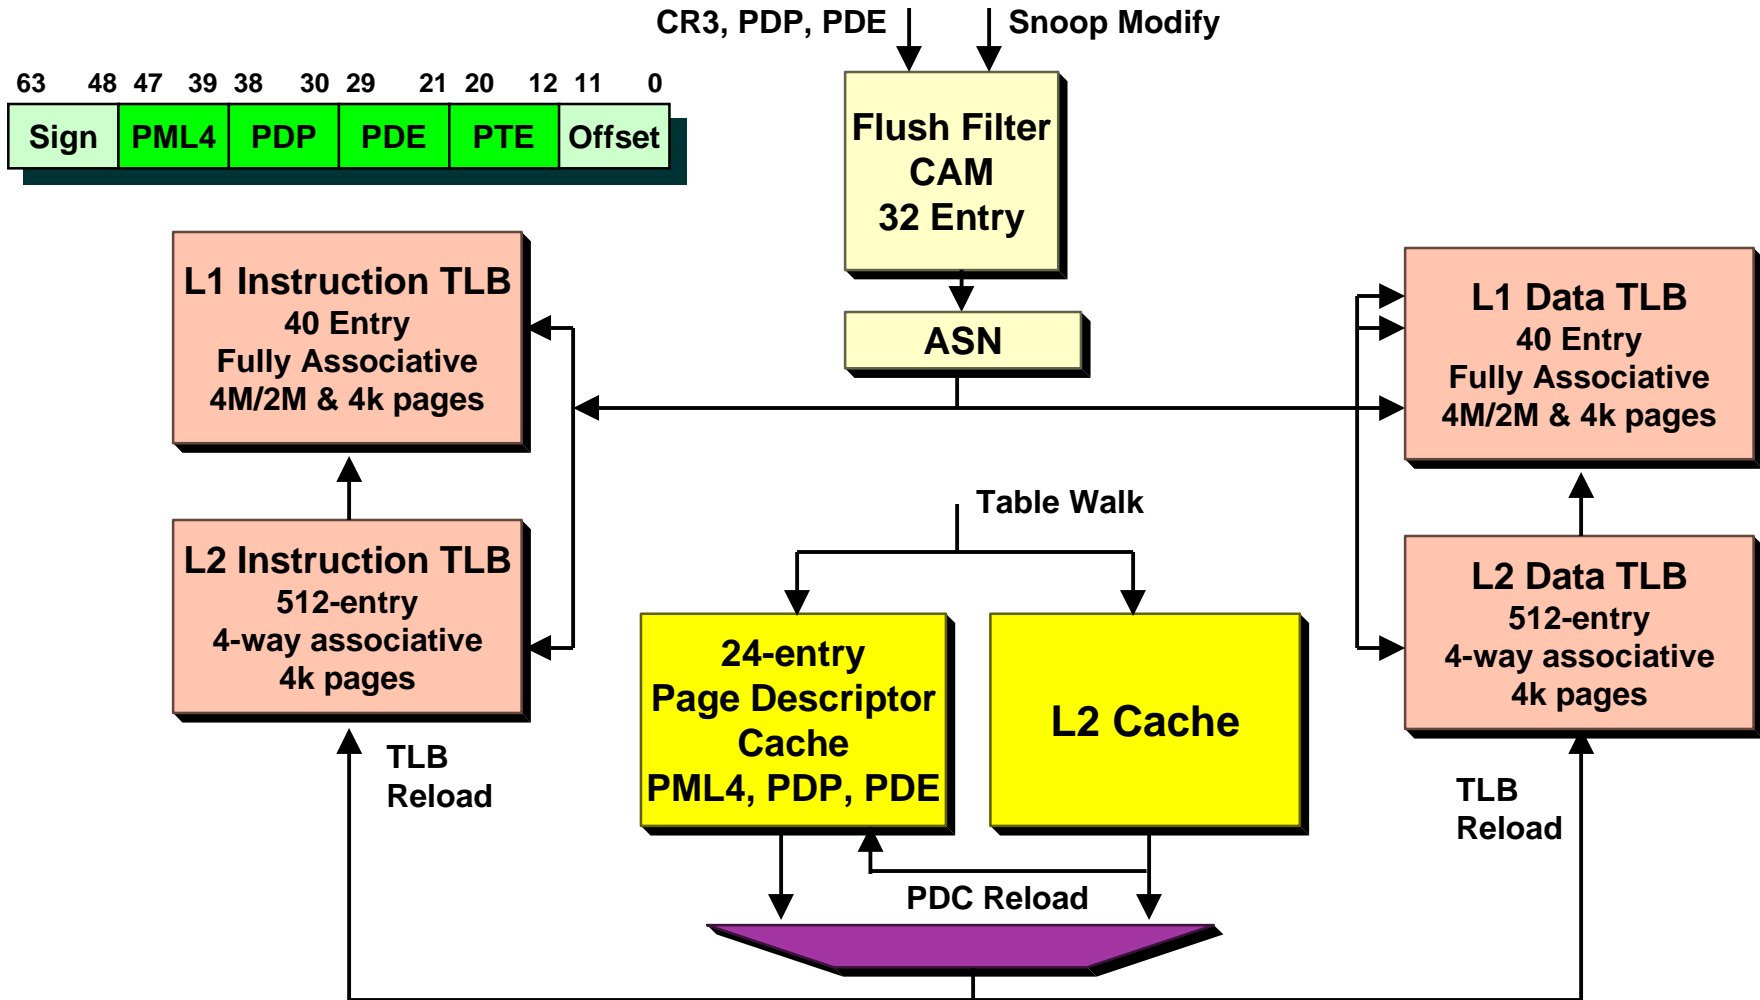 CR3, PDP, PDE
Snoop Modify
63 48 47 39 38 30 29 21 20 12 11 0
Sign PML4 PDP PDE PTE Offset
Flush Filter
CAM
32 Entry
ASN
L1 Instruction TLB
40 Entry
Fully Associative
4M/2M & 4k pages
L1 Data TLB
40 Entry
Fully Associative
4M/2M & 4k pages
Table Walk
L2 Instruction TLB
512-entry
4-way associative
4k pages
24-entry
Page Descriptor
Cache
PML4, PDP, PDE
L2 Cache
L2 Data TLB
512-entry
4-way associative
4k pages
TLB
Reload
PDC Reload
TLB
Reload